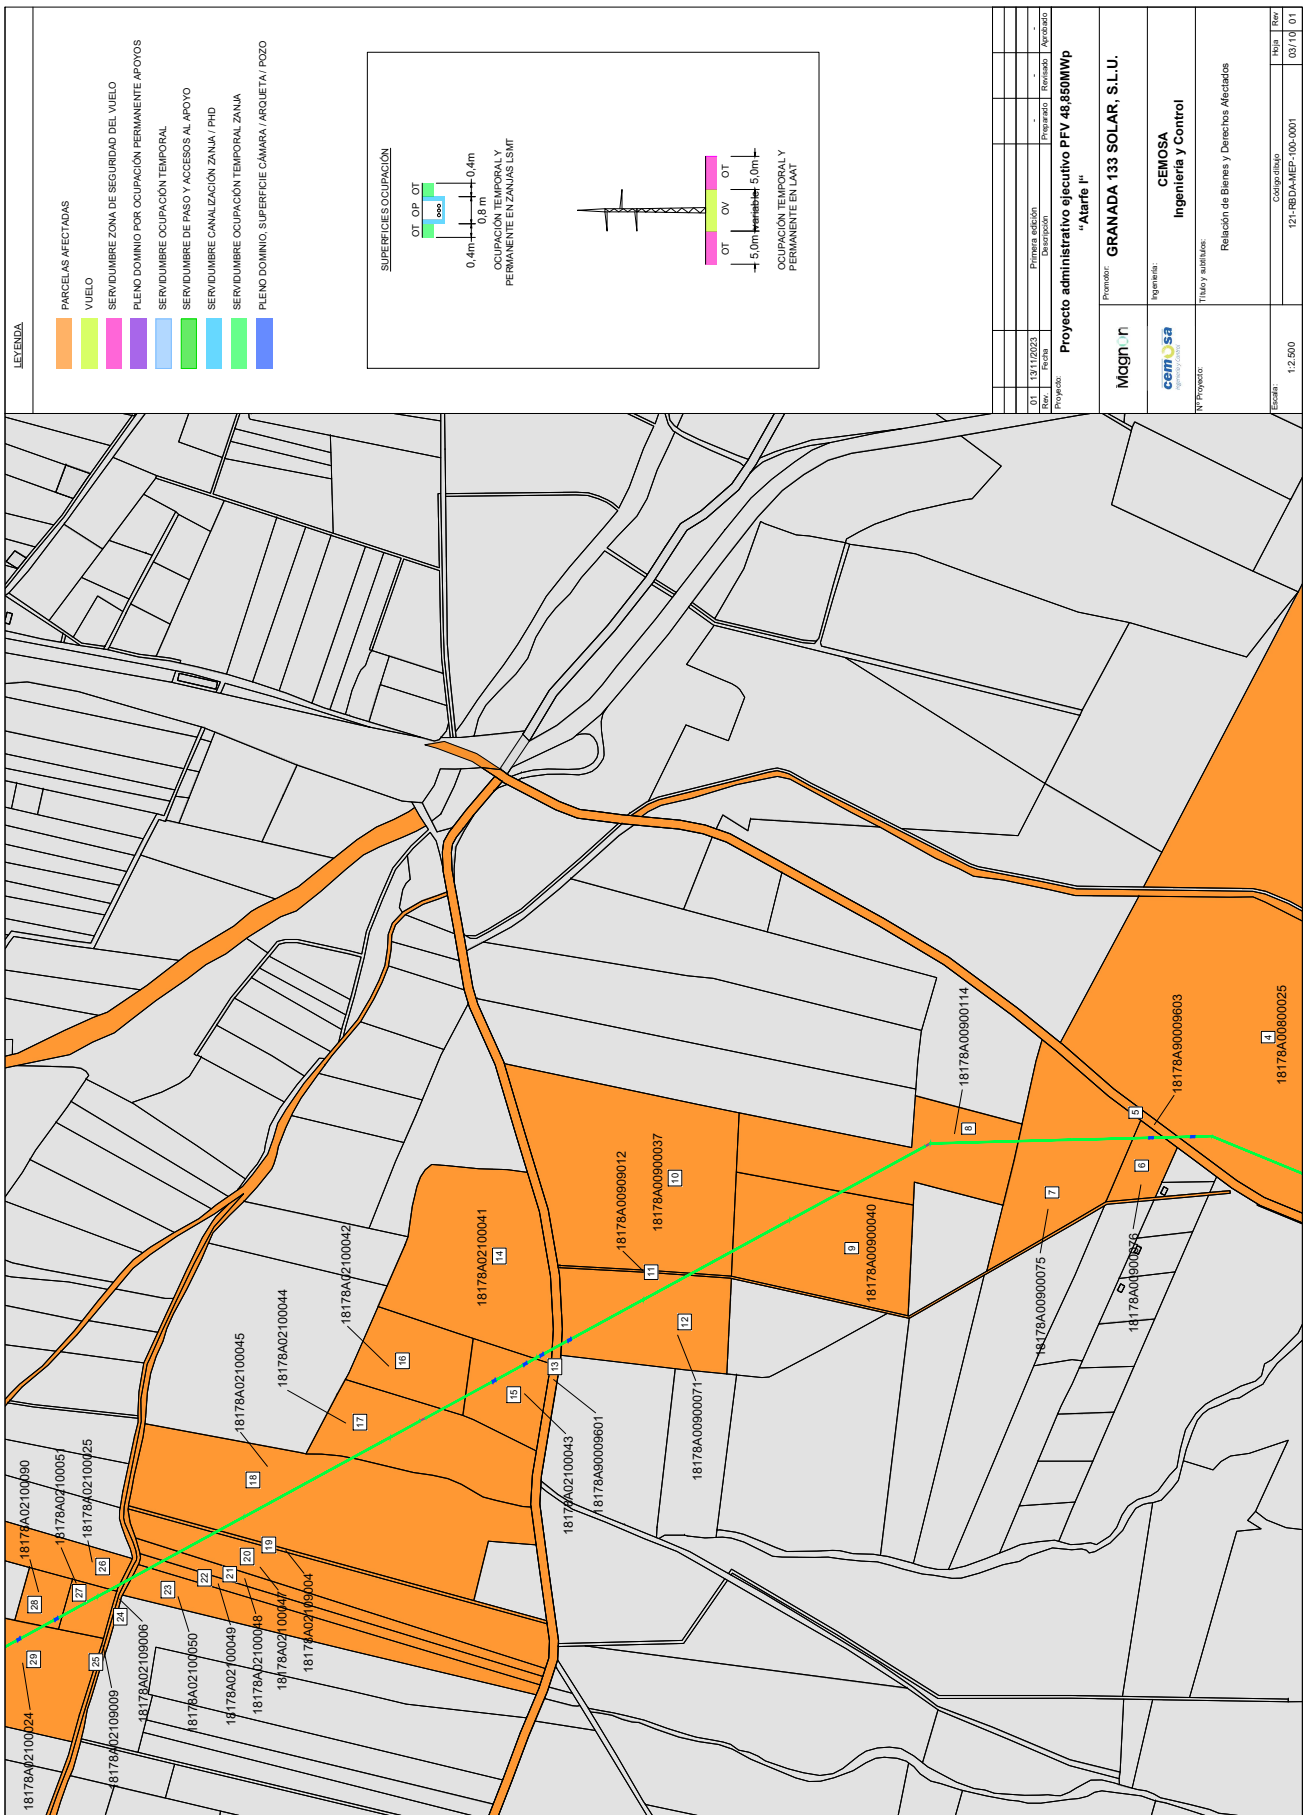 LEYENDA
PARCELAS AFECTADAS
VUELO
SERVIDUMBRE ZONA DE SEGURIDAD DEL VUELO
PLENO DOMINIO POR OCUPACIÓN PERMANENTE APOYOS
SERVIDUMBRE OCUPACIÓN TEMPORAL
SERVIDUMBRE DE PASO Y ACCESOS AL APOYO
SERVIDUMBRE CANALIZACIÓN ZANJA / PHD
SERVIDUMBRE OCUPACIÓN TEMPORAL ZANJA
PLENO DOMINIO, SUPERFICIE CÁMARA / ARQUETA / POZO
SUPERFICIES OCUPACIÓN
OT OP OT
0,4m 0,4m
0,8 m
OCUPACIÓN TEMPORAL Y
PERMANENTE EN ZANJAS LSMT
OT OV OT
5,0m variable 5,0m
OCUPACIÓN TEMPORAL Y
PERMANENTE EN LAAT
01 13/11/2023 Primera edición - - -
Rev. Fecha Descripción Preparado Revisado Aprobado
Proyecto:
Proyecto administrativo ejecutivo PFV 48,850MWp
"Atarfe I"
Magnon
Promotor:
GRANADA 133 SOLAR, S.L.U.
cemosa
Ingeniería y Control
Ingeniería:
CEMOSA
Ingeniería y Control
Nº Proyecto:
Título y subtítulos:
Relación de Bienes y Derechos Afectados
Escala:
1:2.500
Código dibujo
121-RBDA-MEP-100-0001
Hoja
03/10
Rev
01
18178A02100024
29
28
18178A02100090
27
18178A02100051
26
18178A02100025
25
18178A02109009
24
18178A02109006
23
18178A02100050
22
18178A02100049
21
18178A02100048
20
18178A02100047
19
18178A02109004
18
18178A02100045
17
18178A02100044
16
18178A02100042
15
18178A02100043
14
18178A02100041
13
18178A90009601
12
18178A00900071
11
18178A00909012
10
18178A00900037
9
18178A00900040
8
18178A00900114
7
18178A00900075
6
18178A00900076
5
18178A90009603
4
18178A00800025